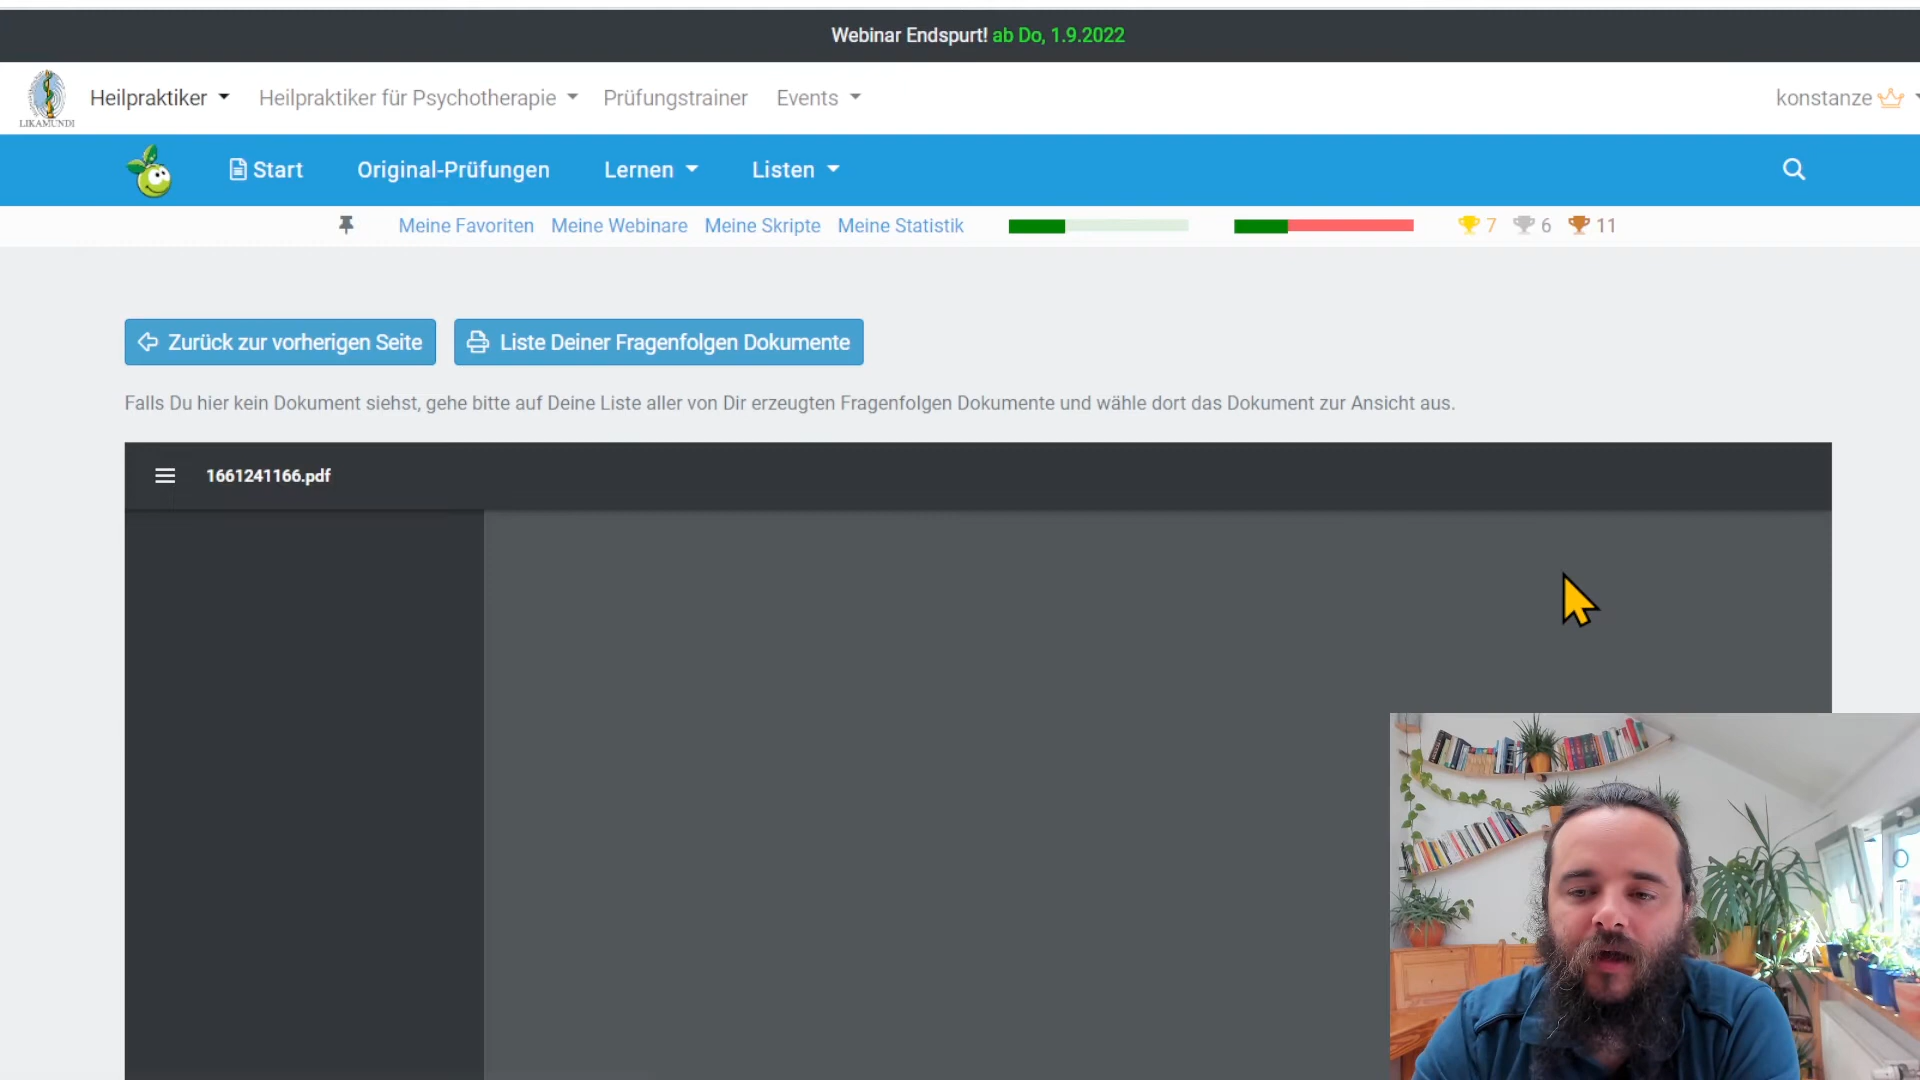 Webinar Endspurt! ab Do, 1.9.2022
LIKAMUNDI
Heilpraktiker
Heilpraktiker für Psychotherapie
Prüfungstrainer
Events
konstanze
Start
Original-Prüfungen
Lernen
Listen
Meine Favoriten
Meine Webinare
Meine Skripte
Meine Statistik
7
6
11
Zurück zur vorherigen Seite
Liste Deiner Fragenfolgen Dokumente
Falls Du hier kein Dokument siehst, gehe bitte auf Deine Liste aller von Dir erzeugten Fragenfolgen Dokumente und wähle dort das Dokument zur Ansicht aus.
1661241166.pdf